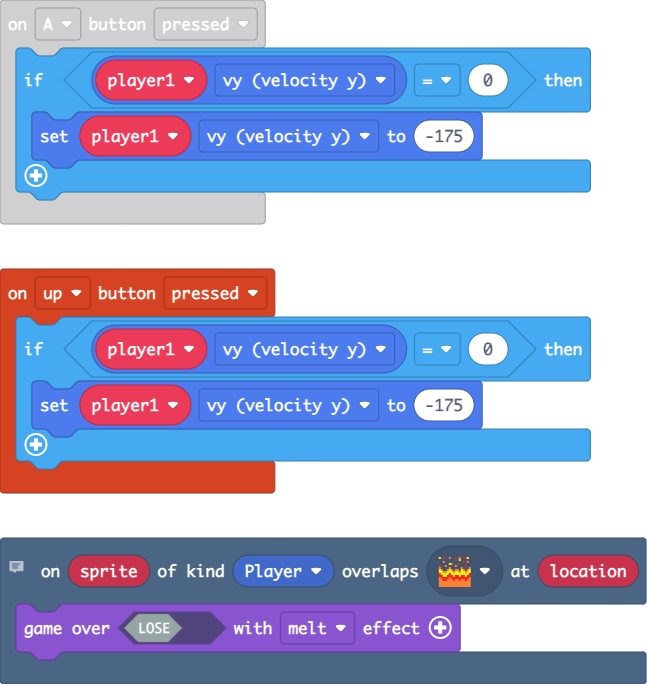 on A button pressed
if player1 vy (velocity y) = 0 then
set player1 vy (velocity y) to -175
on up button pressed
if player1 vy (velocity y) = 0 then
set player1 vy (velocity y) to -175
on sprite of kind Player overlaps at location
game over LOSE with melt effect